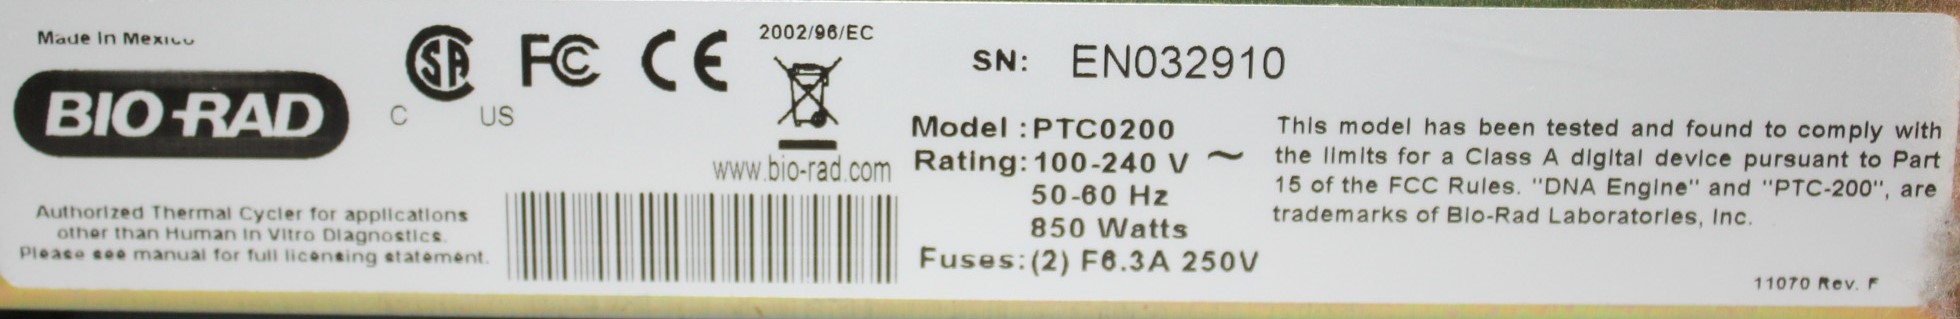 Made in Mexico
BIO-RAD
C SA US
FC CE
2002/96/EC
www.bio-rad.com
Authorized Thermal Cycler for applications
other than Human In Vitro Diagnostics.
Please see manual for full licensing statement.
SN: EN032910
Model : PTC0200
Rating: 100-240 V ~
50-60 Hz
850 Watts
Fuses: (2) F6.3A 250V
This model has been tested and found to comply with
the limits for a Class A digital device pursuant to Part
15 of the FCC Rules. "DNA Engine" and "PTC-200", are
trademarks of Bio-Rad Laboratories, Inc.
11070 Rev. F